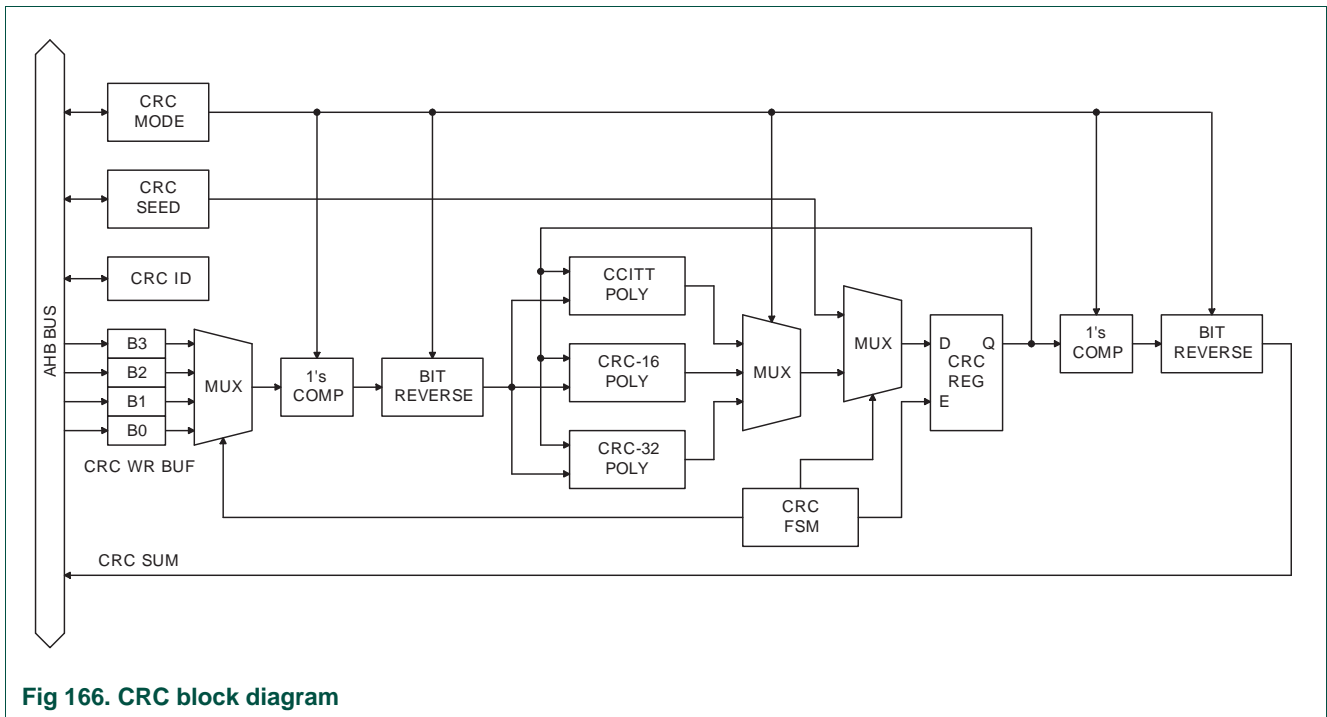 CRC
MODE
CRC
SEED
CRC ID
AHB BUS
B3
B2
B1
B0
CRC WR BUF
MUX
1's
COMP
BIT
REVERSE
CCITT
POLY
CRC-16
POLY
CRC-32
POLY
MUX
MUX
D Q
CRC
REG
E
1's
COMP
BIT
REVERSE
CRC
FSM
CRC SUM
Fig 166. CRC block diagram